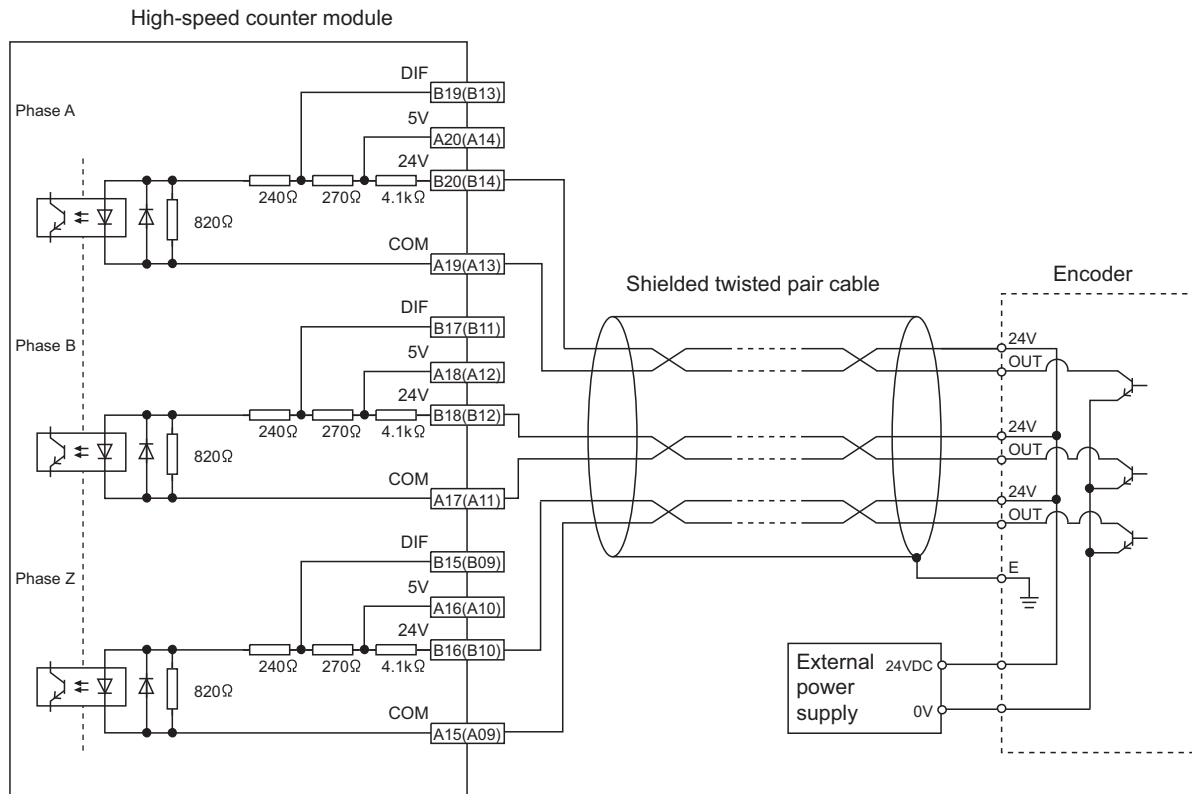 High-speed counter module
Phase A
DIF
B19(B13)
5V
A20(A14)
24V
B20(B14)
240Ω
270Ω
4.1kΩ
820Ω
COM
A19(A13)
Phase B
DIF
B17(B11)
5V
A18(A12)
24V
B18(B12)
240Ω
270Ω
4.1kΩ
820Ω
COM
A17(A11)
Phase Z
DIF
B15(B09)
5V
A16(A10)
24V
B16(B10)
240Ω
270Ω
4.1kΩ
820Ω
COM
A15(A09)
Shielded twisted pair cable
Encoder
24V
OUT
24V
OUT
24V
OUT
E
External
power
supply
24VDC
0V